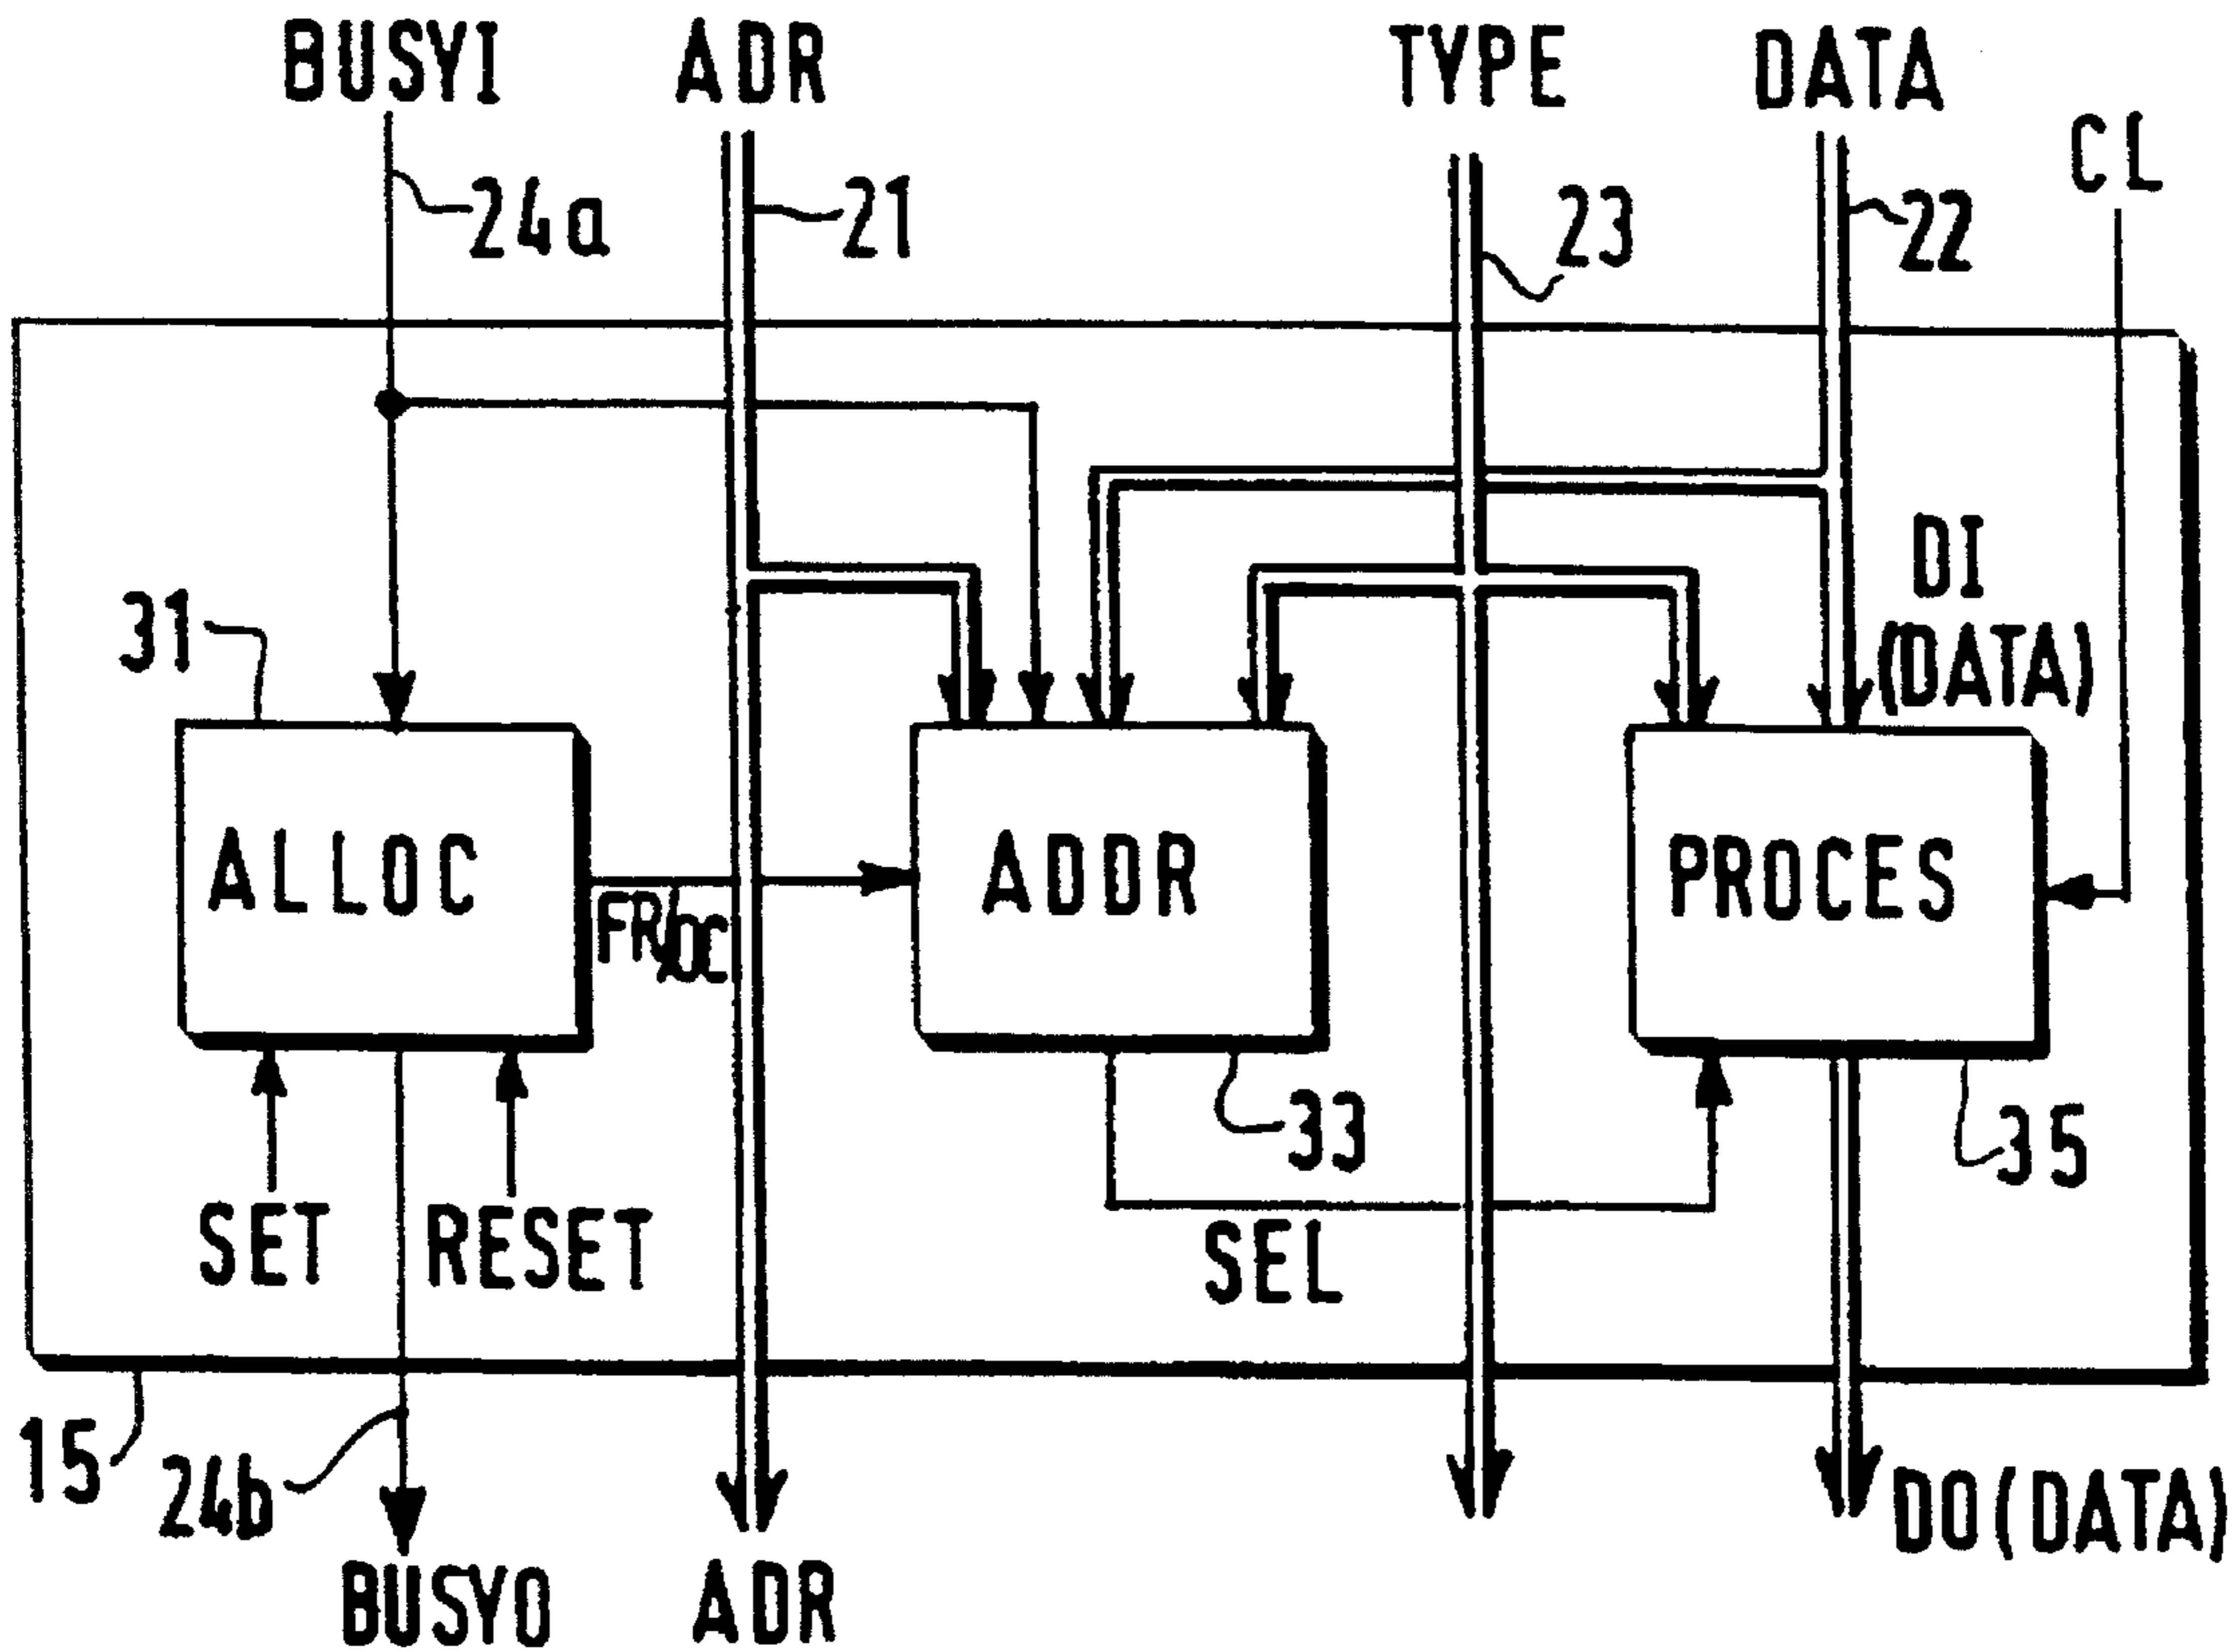 BUSYI ADR TYPE DATA CL
24a 21 23 22
DI
(DATA)
31
ALLOC ADDR PROCES
FR/OC
33
35
SET RESET SEL
15 24b DO(DATA)
BUSYO ADR